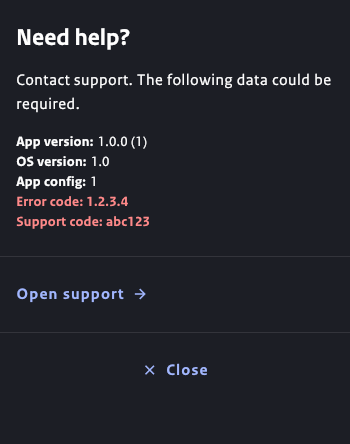 Need help?
Contact support. The following data could be
required.
App version: 1.0.0 (1)
OS version: 1.0
App config: 1
Error code: 1.2.3.4
Support code: abc123
Open support →
✕ Close